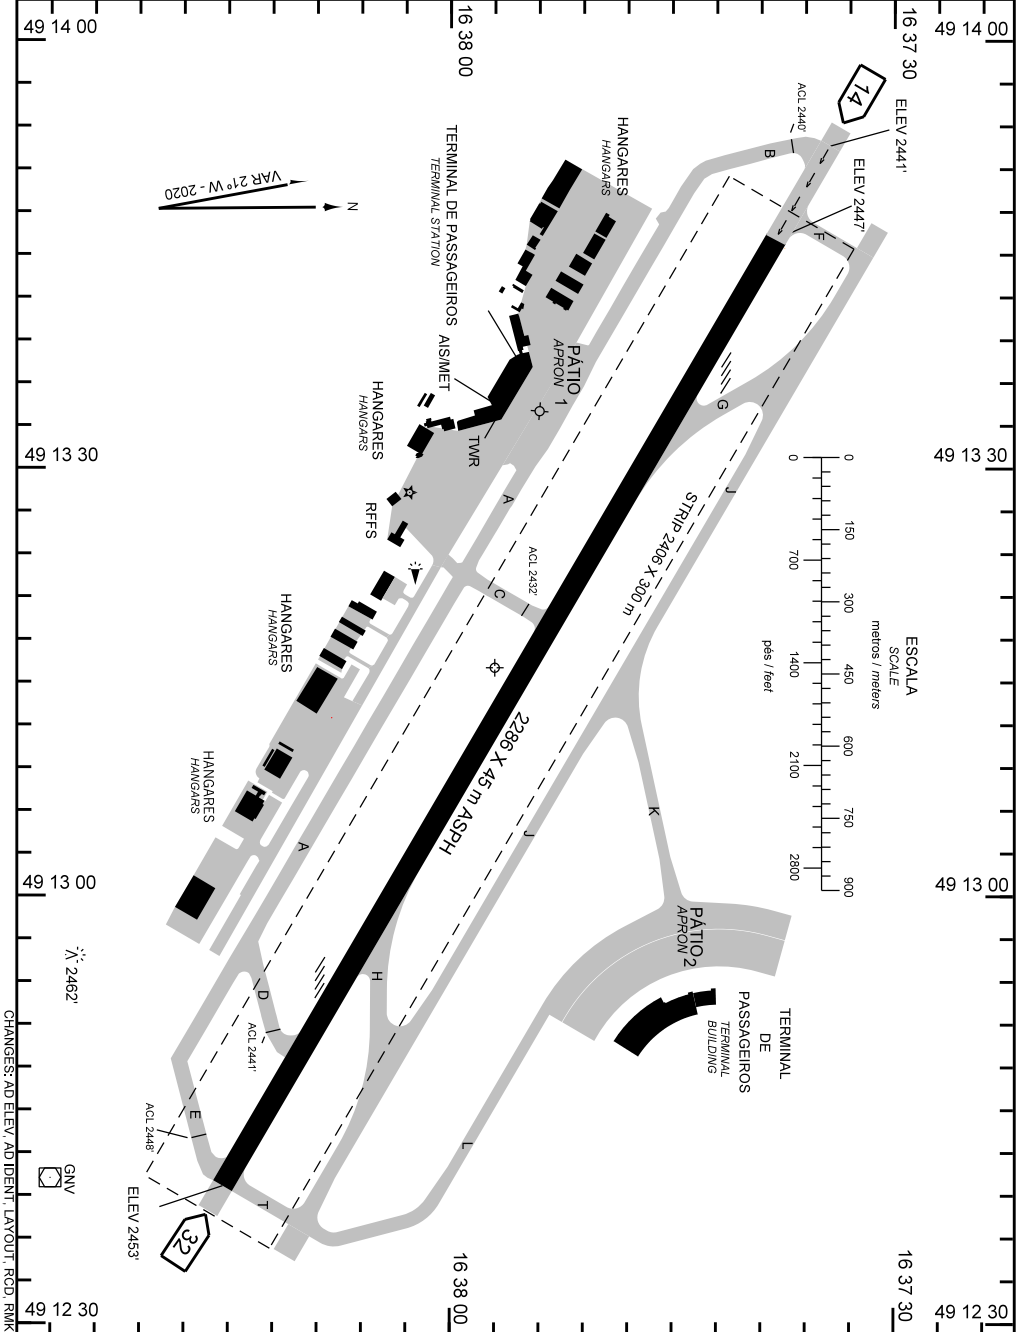 49 14 00
16 38 00
16 37 30
49 14 00
14
ELEV 2441'
ACL 2440'
ELEV 2447'
B
F
HANGARES
HANGARS
TERMINAL DE PASSAGEIROS
TERMINAL STATION
VAR 21° W - 2020
N
AIS/MET
PÁTIO 1
APRON
HANGARES
HANGARS
TWR
RFFS
G
J
A
49 13 30
49 13 30
STRIP 2406 X 300 m
ACL 2432'
C
0 150 300 450 600 750 900
0 700 1400 2100 2800
ESCALA
SCALE
metros / meters
pés / feet
HANGARES
HANGARS
2286 X 45 m ASPH
HANGARES
HANGARS
J
K
A
49 13 00
49 13 00
PÁTIO 2
APRON
TERMINAL
DE
PASSAGEIROS
TERMINAL
BUILDING
2462'
H
D
ACL 2441'
E
ACL 2448'
L
GNV
ELEV 2453'
T
32
49 12 30
16 38 00
16 37 30
49 12 30
CHANGES: AD ELEV, AD IDENT, LAYOUT, RCD, RMK